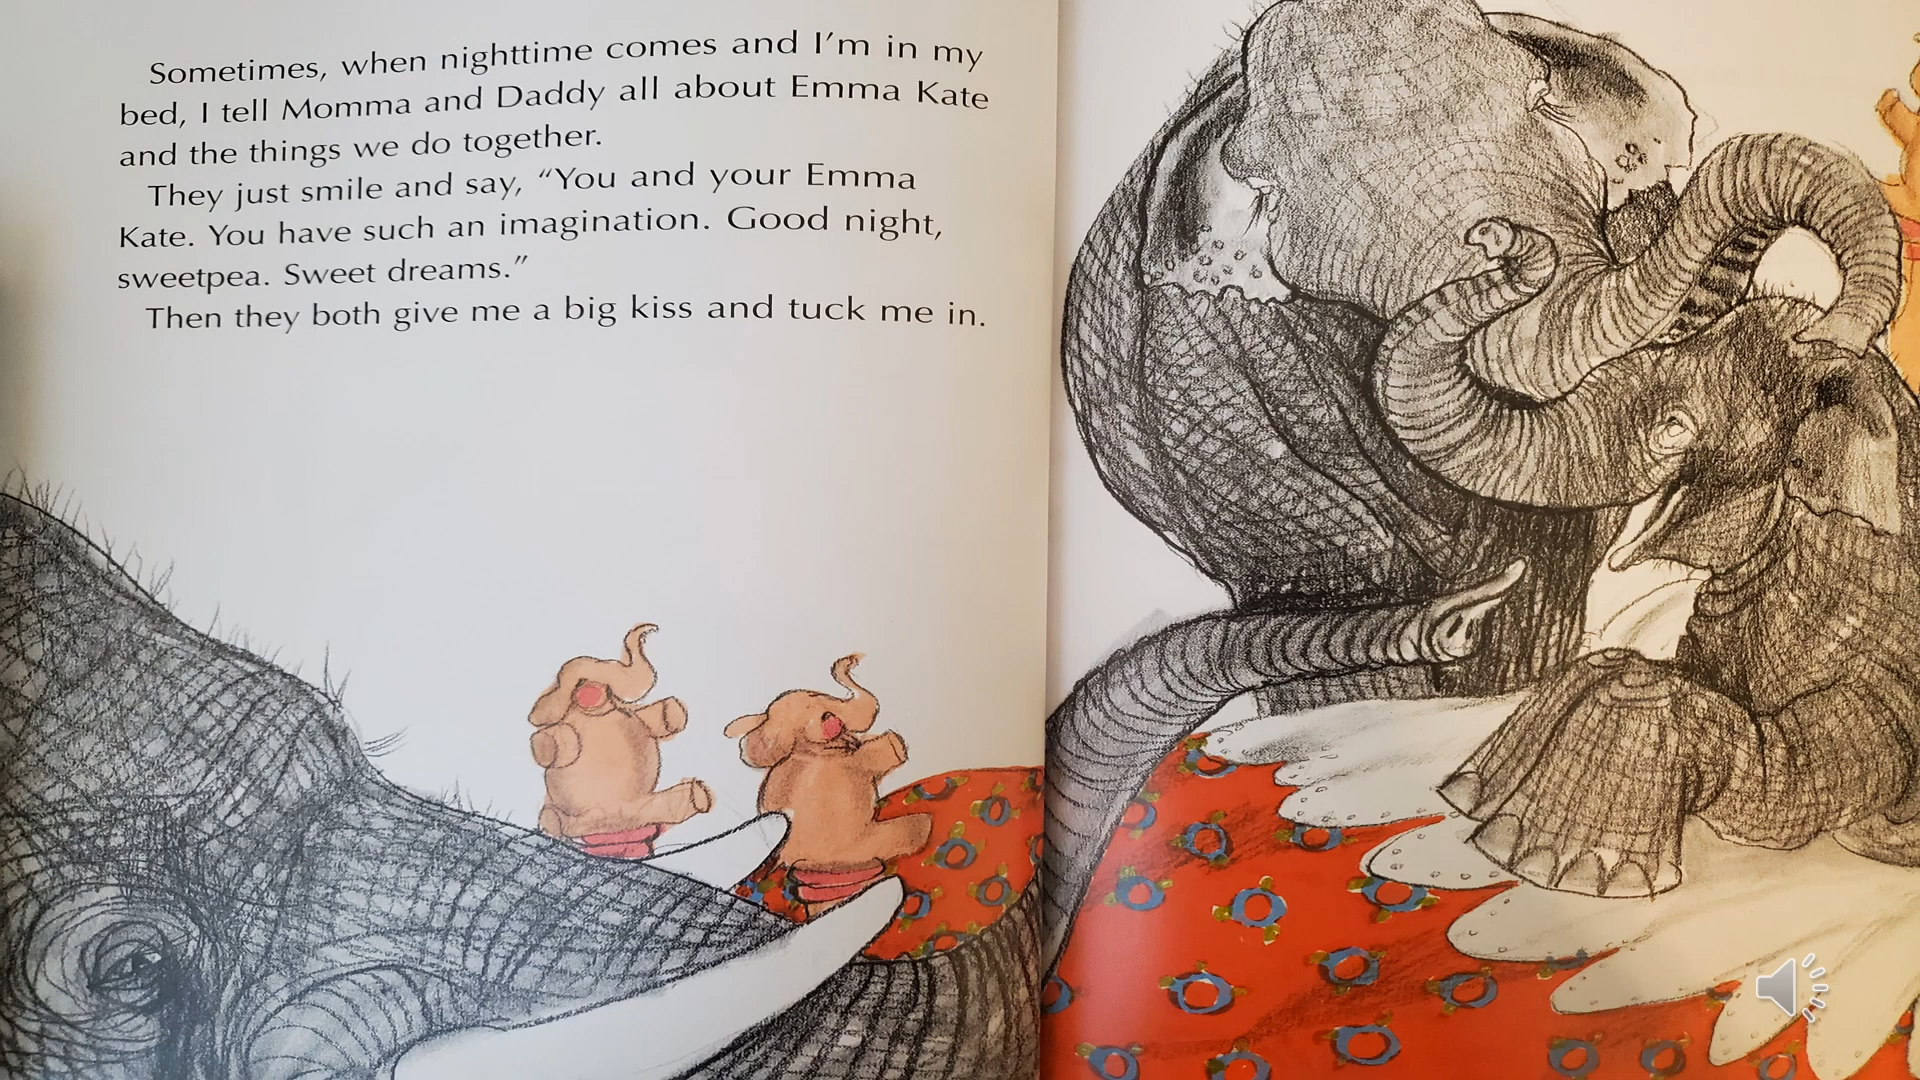 Sometimes, when nighttime comes and I'm in my
bed, I tell Momma and Daddy all about Emma Kate
and the things we do together.
They just smile and say, “You and your Emma
Kate. You have such an imagination. Good night,
sweetpea. Sweet dreams.”
Then they both give me a big kiss and tuck me in.